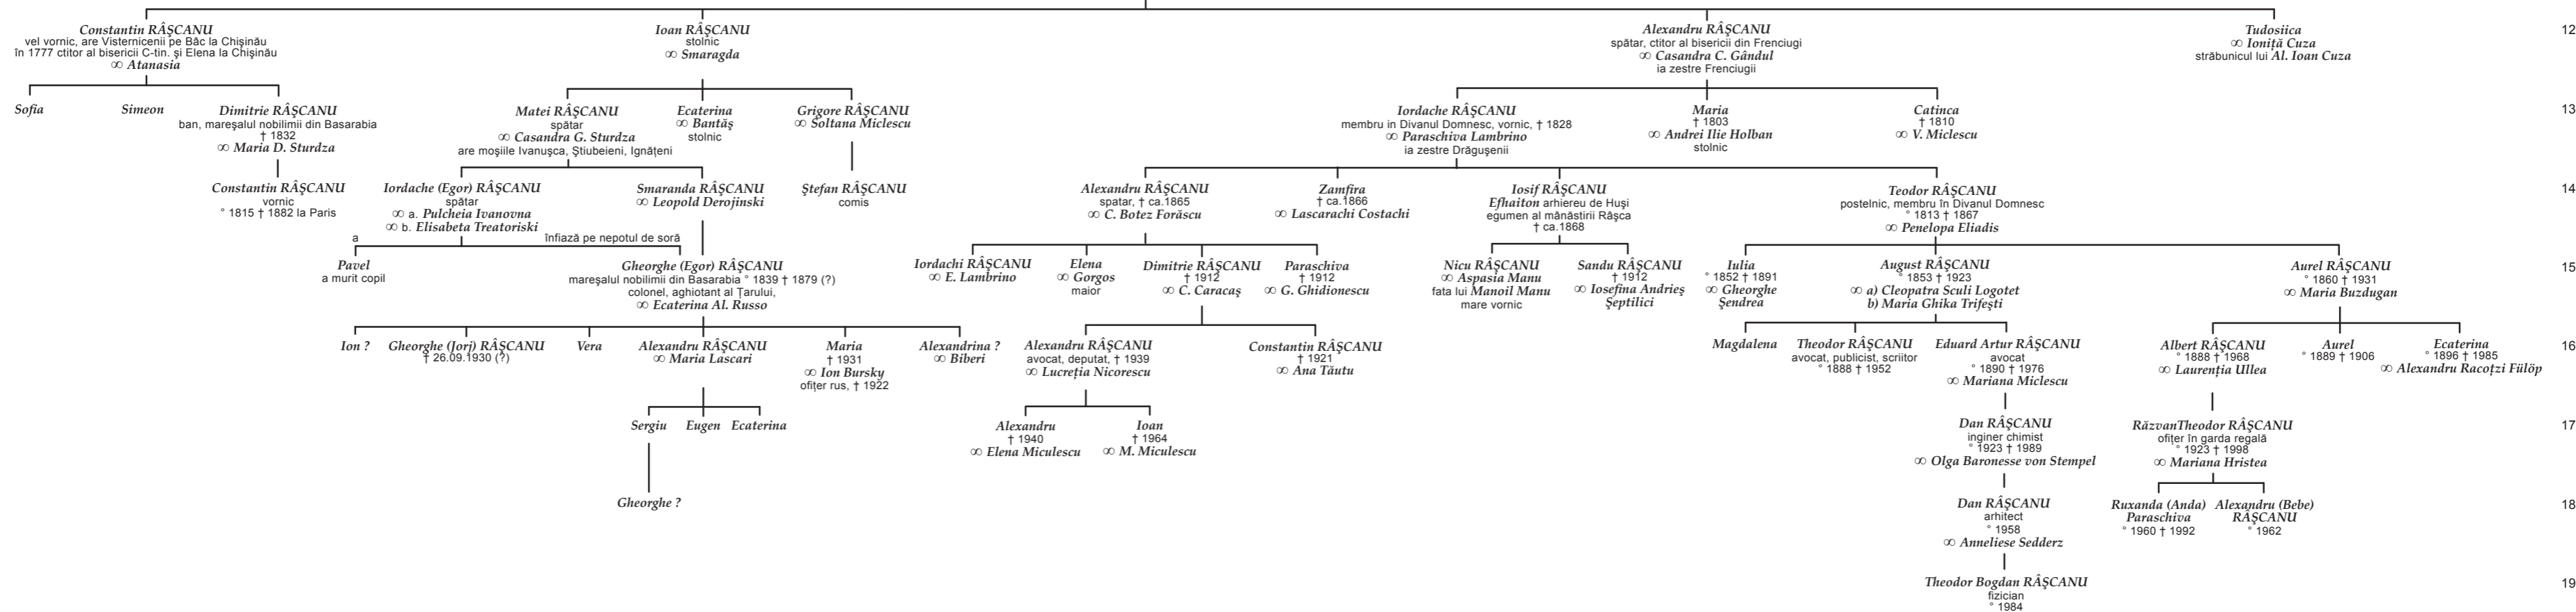 Constantin RÂŞCANU
vel vornic, are Visternicenii pe Bâc la Chişinău
în 1777 ctitor al bisericii C-tin. şi Elena la Chişinău
∞ Atanasia
Ioan RÂŞCANU
stolnic
∞ Smaragda
Alexandru RÂŞCANU
spătar, ctitor al bisericii din Frenciugi
∞ Casandra C. Gândul
ia zestre Frenciugii
Tudosiica
∞ Ioniţă Cuza
străbunicul lui Al. Ioan Cuza
12
Sofia
Simeon
Dimitrie RÂŞCANU
ban, mareşalul nobilimii din Basarabia
† 1832
∞ Maria D. Sturdza
Matei RÂŞCANU
spătar
∞ Casandra G. Sturdza
are moşiile Ivanuşca, Ştiubeieni, Ignăţeni
Ecaterina
∞ Bantăş
stolnic
Grigore RÂŞCANU
∞ Soltana Miclescu
Iordache RÂŞCANU
membru in Divanul Domnesc, vornic, † 1828
∞ Paraschiva Lambrino
ia zestre Drăguşenii
Maria
† 1803
∞ Andrei Ilie Holban
stolnic
Catinca
† 1810
∞ V. Miclescu
13
Constantin RÂŞCANU
vornic
° 1815 † 1882 la Paris
Iordache (Egor) RÂŞCANU
spătar
∞ a. Pulcheia Ivanovna
∞ b. Elisabeta Treatoriski
Smaranda RÂŞCANU
∞ Leopold Derojinski
Ştefan RÂŞCANU
comis
Alexandru RÂŞCANU
spatar, † ca.1865
∞ C. Botez Forăscu
Zamfira
† ca.1866
∞ Lascarachi Costachi
Iosif RÂŞCANU
Efhaiton arhiereu de Huşi
egumen al mânăstirii Râşca
† ca.1868
Teodor RÂŞCANU
postelnic, membru în Divanul Domnesc
° 1813 † 1867
∞ Penelopa Eliadis
14
a
înfiază pe nepotul de soră
Pavel
a murit copil
Gheorghe (Egor) RÂŞCANU
mareşalul nobilimii din Basarabia ° 1839 † 1879 (?)
colonel, aghiotant al Ţarului,
∞ Ecaterina Al. Russo
Iordachi RÂŞCANU
∞ E. Lambrino
Elena
∞ Gorgos
maior
Dimitrie RÂŞCANU
† 1912
∞ C. Caracaş
Paraschiva
† 1912
∞ G. Ghidionescu
Nicu RÂŞCANU
∞ Aspasia Manu
fata lui Manoil Manu
mare vornic
Sandu RÂŞCANU
† 1912
∞ Iosefina Andrieş
Şeptilici
Iulia
° 1852 † 1891
∞ Gheorghe
Şendrea
August RÂŞCANU
° 1853 † 1923
∞ a) Cleopatra Sculi Logotet
b) Maria Ghika Trifeşti
Aurel RÂŞCANU
° 1860 † 1931
∞ Maria Buzdugan
15
Ion ?
Gheorghe (Jorj) RÂŞCANU
† 26.09.1930 (?)
Vera
Alexandru RÂŞCANU
∞ Maria Lascari
Maria
† 1931
∞ Ion Bursky
ofiţer rus, † 1922
Alexandrina ?
∞ Biberi
Alexandru RÂŞCANU
avocat, deputat, † 1939
∞ Lucreţia Nicorescu
Constantin RÂŞCANU
† 1921
∞ Ana Tăutu
Magdalena
Theodor RÂŞCANU
avocat, publicist, scriitor
° 1888 † 1952
Eduard Artur RÂŞCANU
avocat
° 1890 † 1976
∞ Mariana Miclescu
Albert RÂŞCANU
° 1888 † 1968
∞ Laurenţia Ullea
Aurel
° 1889 † 1906
Ecaterina
° 1896 † 1985
∞ Alexandru Racoţzi Fülöp
16
Sergiu
Eugen
Ecaterina
Alexandru
† 1940
∞ Elena Miculescu
Ioan
† 1964
∞ M. Miculescu
Dan RÂŞCANU
inginer chimist
° 1923 † 1989
∞ Olga Baronesse von Stempel
RăzvanTheodor RÂŞCANU
ofiţer în garda regală
° 1923 † 1998
∞ Mariana Hristea
17
Gheorghe ?
Dan RÂŞCANU
arhitect
° 1958
∞ Anneliese Sedderz
Ruxanda (Anda)
Paraschiva
° 1960 † 1992
Alexandru (Bebe)
RÂŞCANU
° 1962
18
Theodor Bogdan RÂŞCANU
fizician
° 1984
19